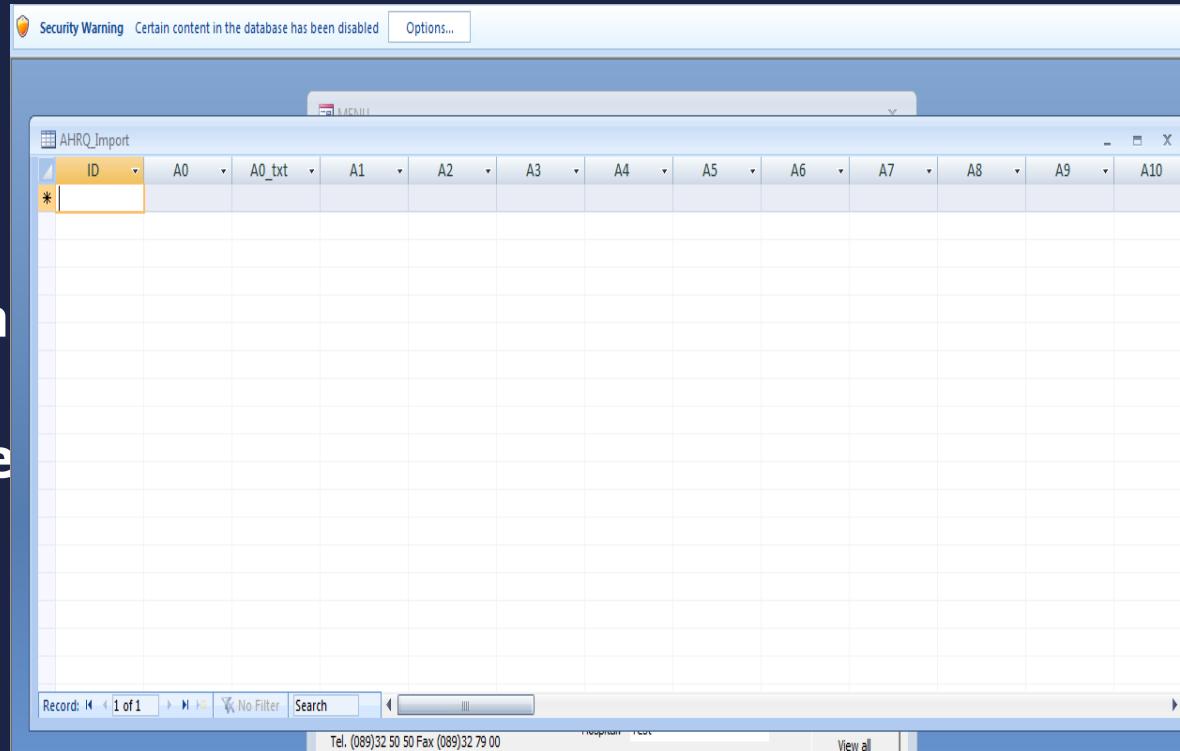 Security Warning Certain content in the database has been disabled Options...
MENU
AHRQ_Import
ID A0 A0_txt A1 A2 A3 A4 A5 A6 A7 A8 A9 A10
Record: 1 of 1 No Filter Search
Tel. (089)32 50 50 Fax (089)32 79 00
View all